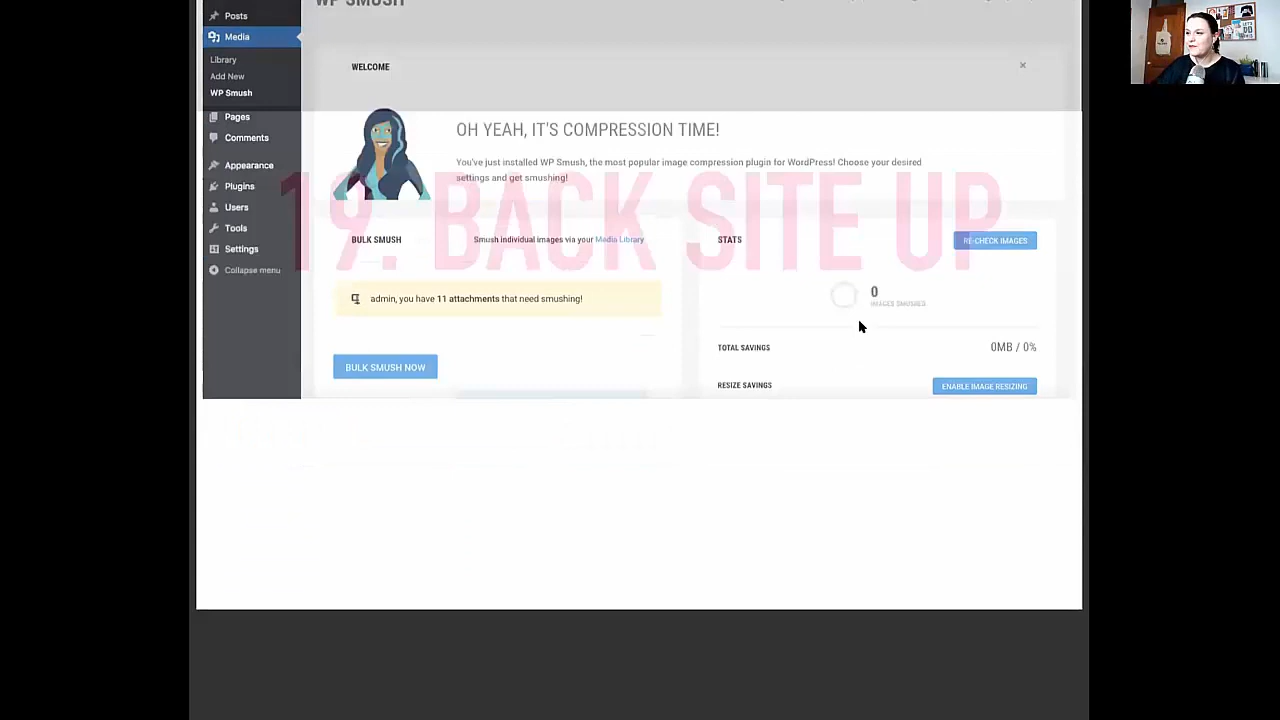 WP SMUSH
Posts
Media
Library
Add New
WP Smush
Pages
Comments
Appearance
Plugins
Users
Tools
Settings
Collapse menu
WELCOME
×
OH YEAH, IT'S COMPRESSION TIME!
You've just installed WP Smush, the most popular image compression plugin for WordPress! Choose your desired
settings and get smushing!
19. BACK SITE UP
BULK SMUSH
Smush individual images via your Media Library
admin, you have 11 attachments that need smushing!
BULK SMUSH NOW
STATS
RE-CHECK IMAGES
0
IMAGES SMUSHED
TOTAL SAVINGS
0MB / 0%
RESIZE SAVINGS
ENABLE IMAGE RESIZING